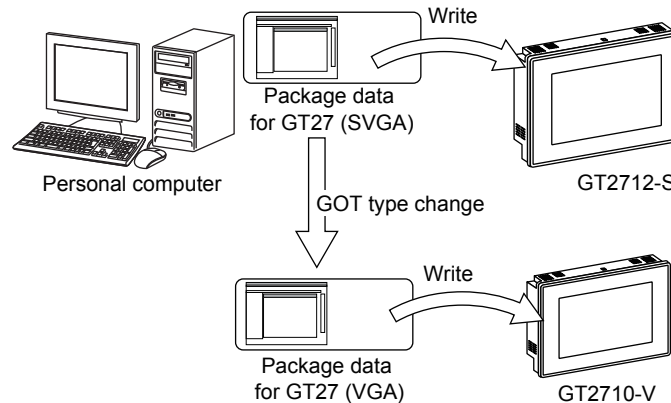 Write
Package data
for GT27 (SVGA)
Personal computer
GT2712-S
GOT type change
Write
Package data
for GT27 (VGA)
GT2710-V